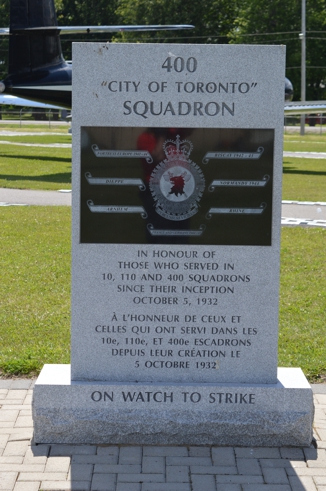 400
"CITY OF TORONTO"
SQUADRON
DIEPPE
IN HONOUR OF
THOSE WHO SERVED IN
10, 110 AND 400 SQUADRONS
SINCE THEIR INCEPTION
OCTOBER 5, 1932
À L'HONNEUR DE CEUX ET
CELLES QUI ONT SERVI DANS LES
10e, 110e, ET 400e ESCADRONS
DEPUIS LEUR CRÉATION LE
5 OCTOBRE 1932
ON WATCH TO STRIKE